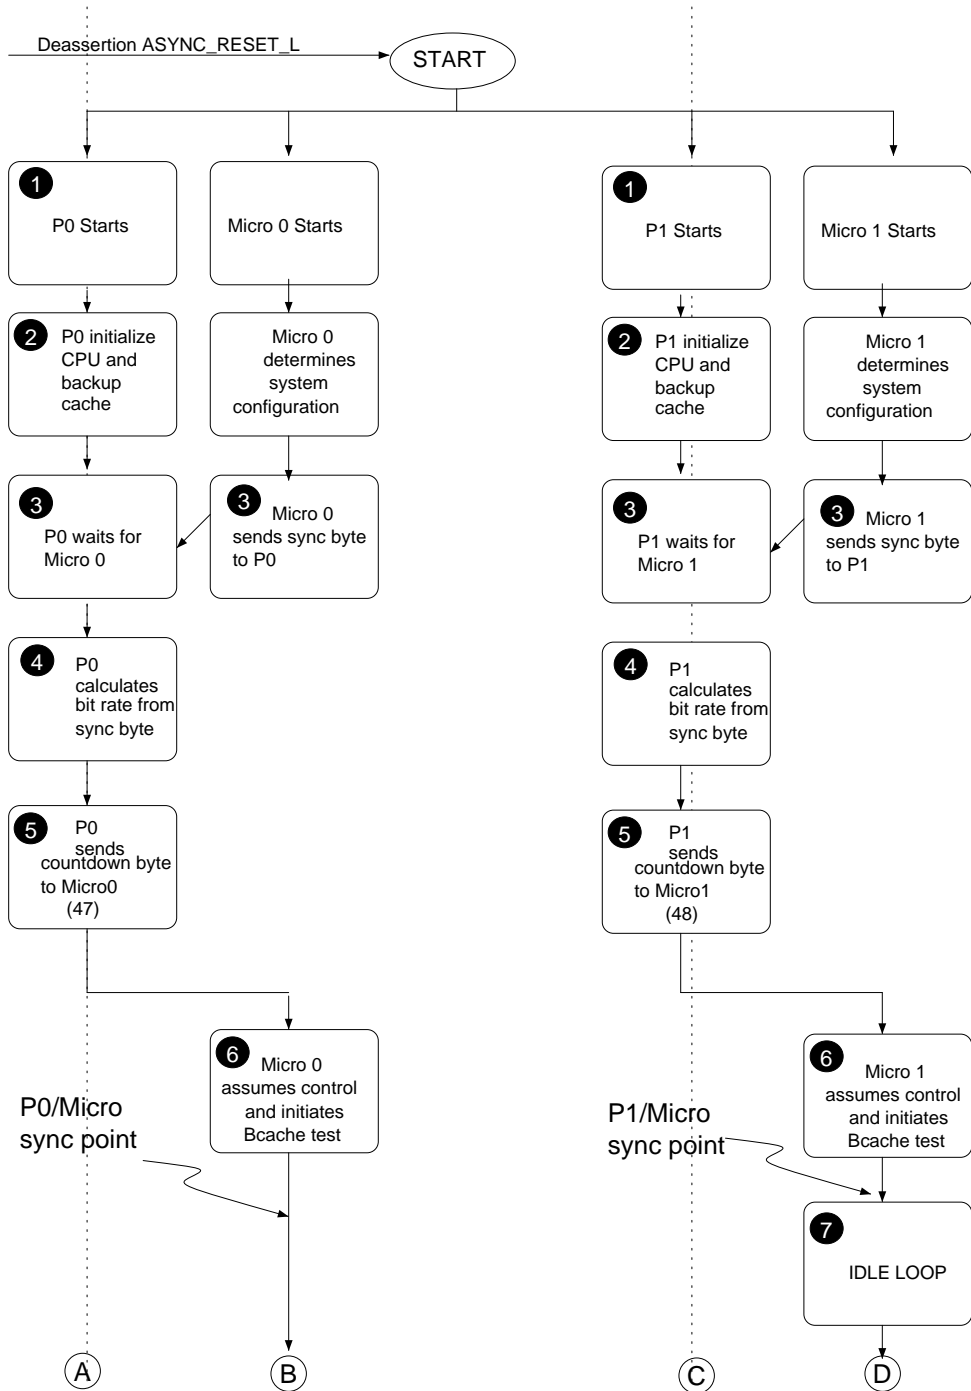 Deassertion ASYNC_RESET_L
START
1
P0 Starts
Micro 0 Starts
1
P1 Starts
Micro 1 Starts
2
P0 initialize
CPU and
backup
cache
Micro 0
determines
system
configuration
2
P1 initialize
CPU and
backup
cache
Micro 1
determines
system
configuration
3
P0 waits for
Micro 0
3
Micro 0
sends sync byte
to P0
3
P1 waits for
Micro 1
3
Micro 1
sends sync byte
to P1
4
P0
calculates
bit rate from
sync byte
4
P1
calculates
bit rate from
sync byte
5
P0
sends
countdown byte
to Micro0
(47)
5
P1
sends
countdown byte
to Micro1
(48)
6
Micro 0
assumes control
and initiates
Bcache test
P0/Micro
sync point
6
Micro 1
assumes control
and initiates
Bcache test
P1/Micro
sync point
7
IDLE LOOP
A
B
C
D